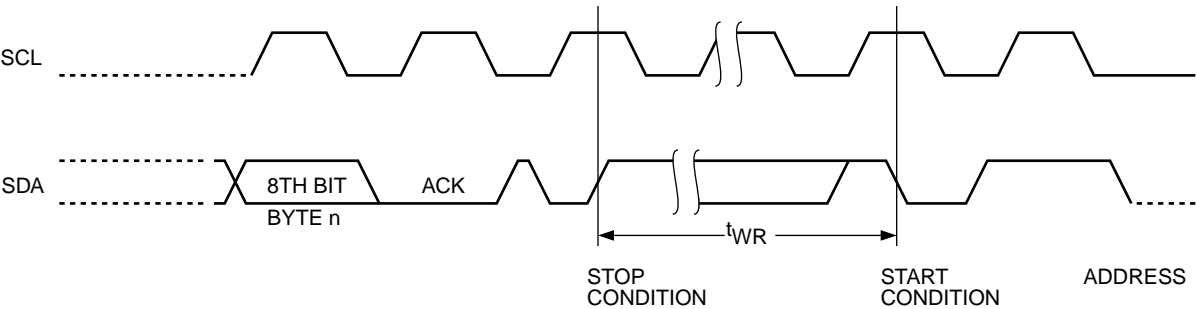 SCL
SDA
8TH BIT
ACK
BYTE n
tWR
STOP
CONDITION
START
CONDITION
ADDRESS